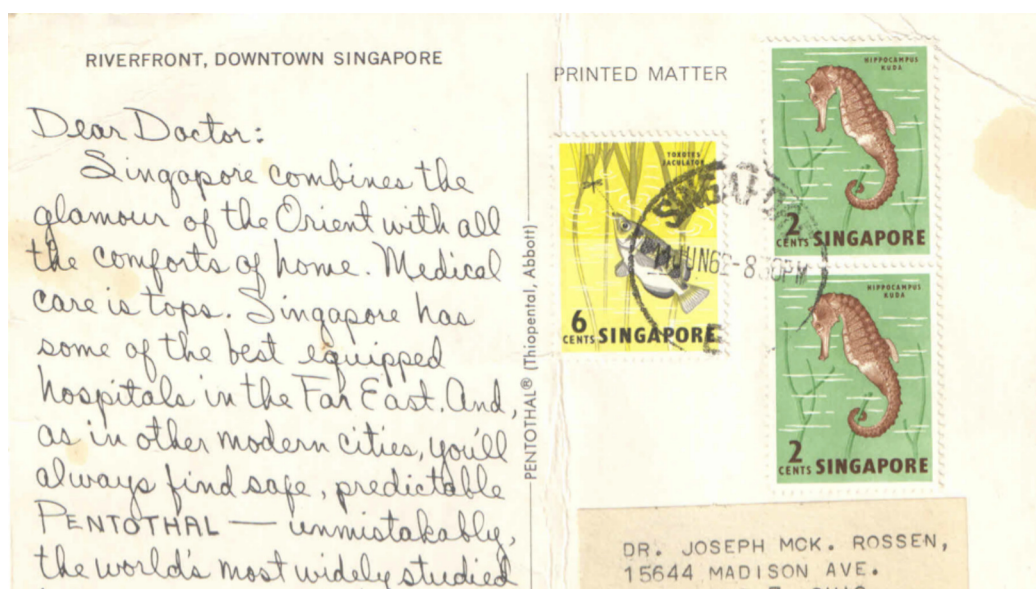 RIVERFRONT, DOWNTOWN SINGAPORE
Dear Doctor:
Singapore combines the
glamour of the Orient with all
the comforts of home. Medical
care is tops. Singapore has
some of the best equipped
hospitals in the Far East. And,
as in other modern cities, you'll
always find safe, predictable
PENTOTHAL — unmistakably,
the world's most widely studied
PENTOTHAL® (Thiopental, Abbott)
PRINTED MATTER
TOXOTES
JACULATOR
6
CENTS SINGAPORE
HIPPOCAMPUS
KUDA
2
CENTS SINGAPORE
HIPPOCAMPUS
KUDA
2
CENTS SINGAPORE
JUN
DR. JOSEPH MCK. ROSSEN,
15644 MADISON AVE.